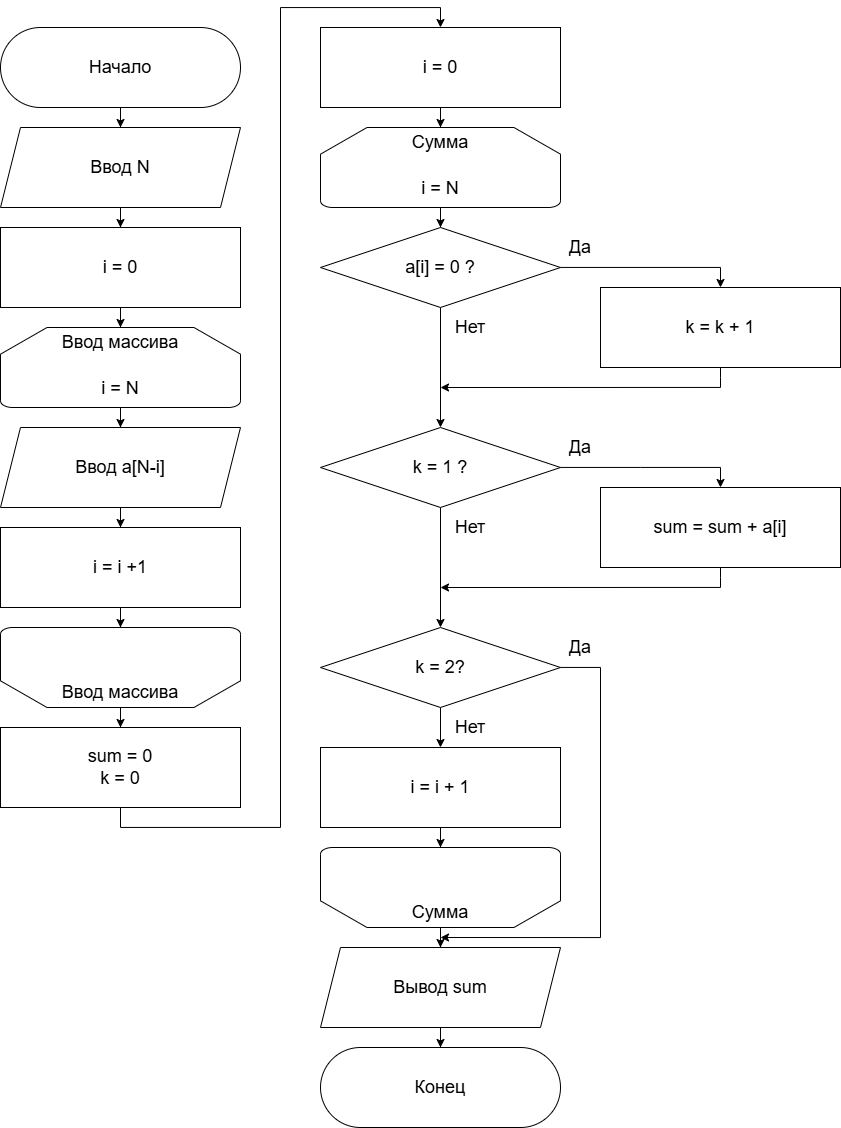 Начало
Ввод N
i = 0
Ввод массива
i = N
Ввод a[N-i]
i = i +1
Ввод массива
sum = 0
k = 0
i = 0
Сумма
i = N
a[i] = 0 ?
Да
Нет
k = k + 1
k = 1 ?
Да
Нет
sum = sum + a[i]
k = 2?
Да
Нет
i = i + 1
Сумма
Вывод sum
Конец